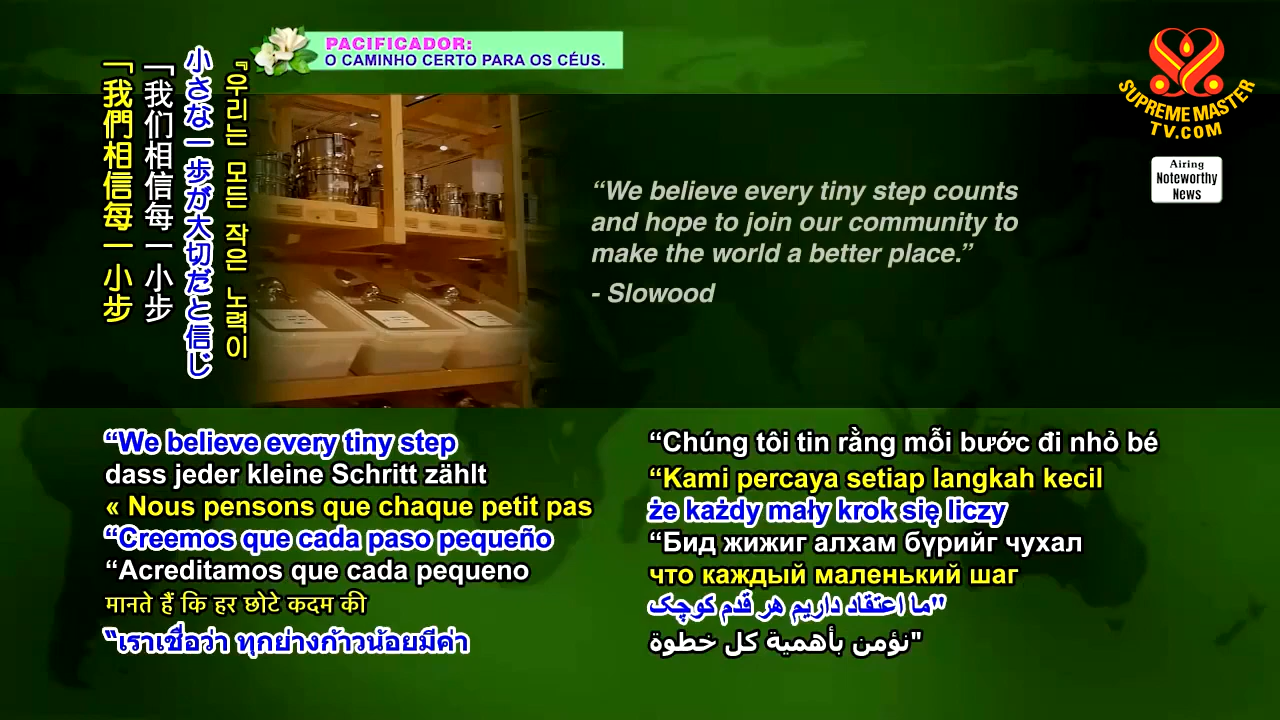 PACIFICADOR:
O CAMINHO CERTO PARA OS CÉUS.
SUPREME MASTER
TV.COM
Airing
Noteworthy
News
「我們相信每一小步
「我们相信每一小步
小さな一歩が大切だと信じ
『우리는 모든 작은 노력이
“We believe every tiny step counts
and hope to join our community to
make the world a better place.”
- Slowood
“We believe every tiny step
dass jeder kleine Schritt zählt
« Nous pensons que chaque petit pas
“Creemos que cada paso pequeño
“Acreditamos que cada pequeno
मानते हैं कि हर छोटे कदम की
“เราเชื่อว่า ทุกย่างก้าวน้อยมีค่า
“Chúng tôi tin rằng mỗi bước đi nhỏ bé
“Kami percaya setiap langkah kecil
że każdy mały krok się liczy
“Бид жижиг алхам бүрийг чухал
что каждый маленький шаг
"ما اعتقاد داریم هر قدم کوچک
"نؤمن بأهمية كل خطوة